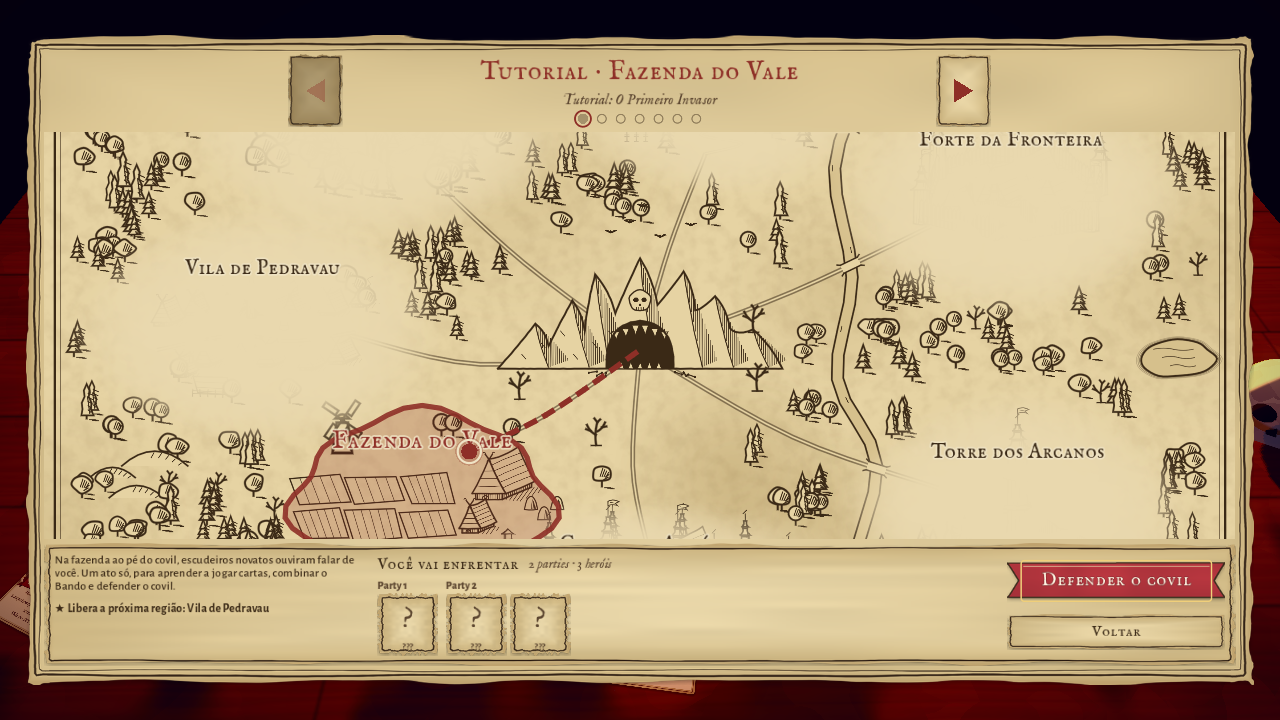 Tutorial · Fazenda do Vale
Tutorial: O Primeiro Invasor
Forte da Fronteira
Vila de Pedravau
Fazenda do Vale
Torre dos Arcanos
Na fazenda ao pé do covil, escudeiros novatos ouviram falar de
você. Um ato só, para aprender a jogar cartas, combinar o
Bando e defender o covil.
★ Libera a próxima região: Vila de Pedravau
Você vai enfrentar 2 parties · 3 heróis
Party 1 Party 2
? ? ?
??? ??? ???
Defender o covil
Voltar